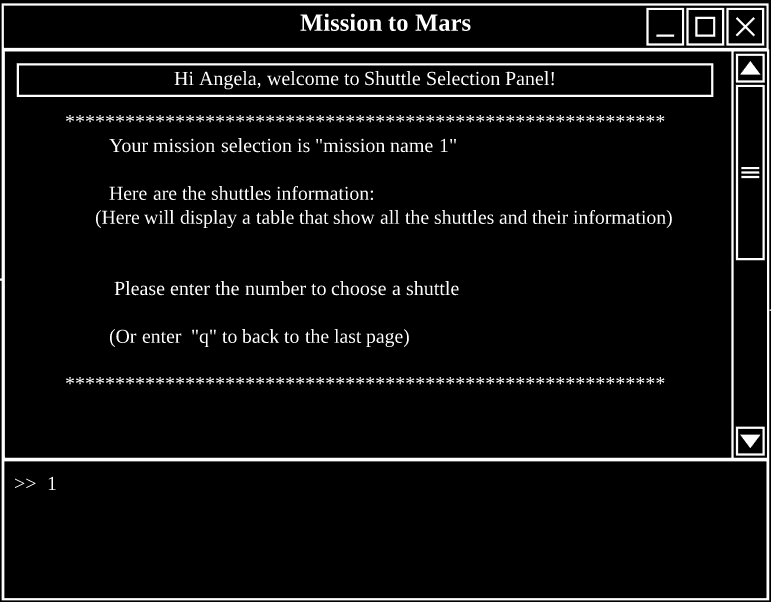 Mission to Mars
Hi Angela, welcome to Shuttle Selection Panel!
************************************************************
Your mission selection is "mission name 1"
Here are the shuttles information:
(Here will display a table that show all the shuttles and their information)
Please enter the number to choose a shuttle
(Or enter "q" to back to the last page)
************************************************************
>> 1